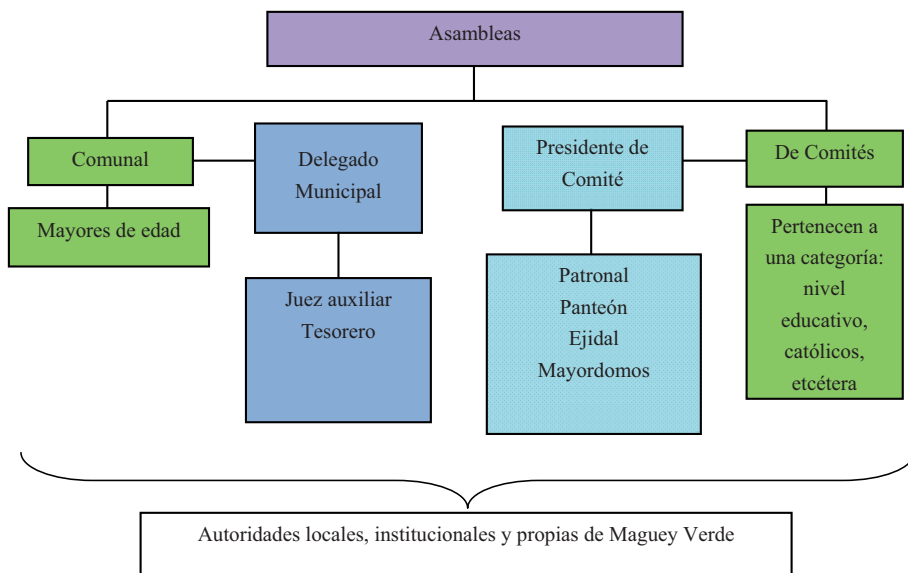 Asambleas
Comunal
Delegado
Municipal
Presidente de
Comité
De Comités
Mayores de edad
Pertenecen a
una categoría:
nivel
educativo,
católicos,
etcétera
Juez auxiliar
Tesorero
Patronal
Panteón
Ejidal
Mayordomos
Autoridades locales, institucionales y propias de Maguey Verde